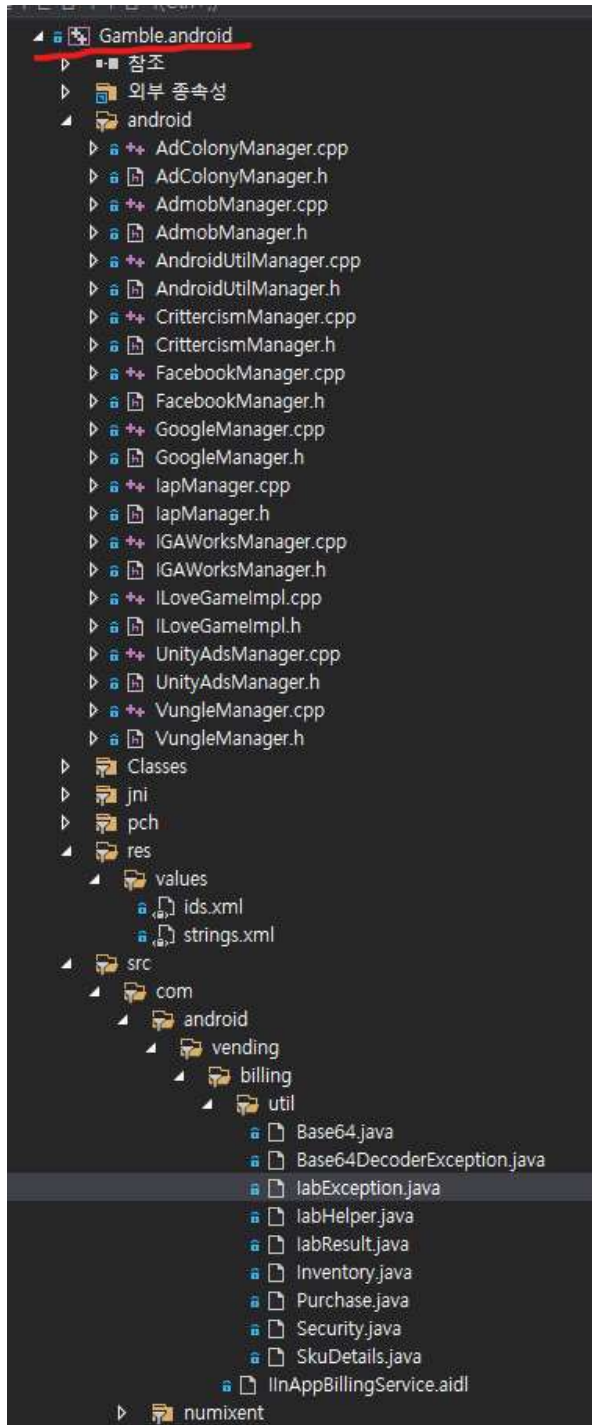 Gamble.android
참조
외부 종속성
android
AdColonyManager.cpp
AdColonyManager.h
AdmobManager.cpp
AdmobManager.h
AndroidUtilManager.cpp
AndroidUtilManager.h
CrittercismManager.cpp
CrittercismManager.h
FacebookManager.cpp
FacebookManager.h
GoogleManager.cpp
GoogleManager.h
IapManager.cpp
IapManager.h
IGAWorksManager.cpp
IGAWorksManager.h
ILoveGameImpl.cpp
ILoveGameImpl.h
UnityAdsManager.cpp
UnityAdsManager.h
VungleManager.cpp
VungleManager.h
Classes
jni
pch
res
values
ids.xml
strings.xml
src
com
android
vending
billing
util
Base64.java
Base64DecoderException.java
IabException.java
IabHelper.java
IabResult.java
Inventory.java
Purchase.java
Security.java
SkuDetails.java
IInAppBillingService.aidl
numixent